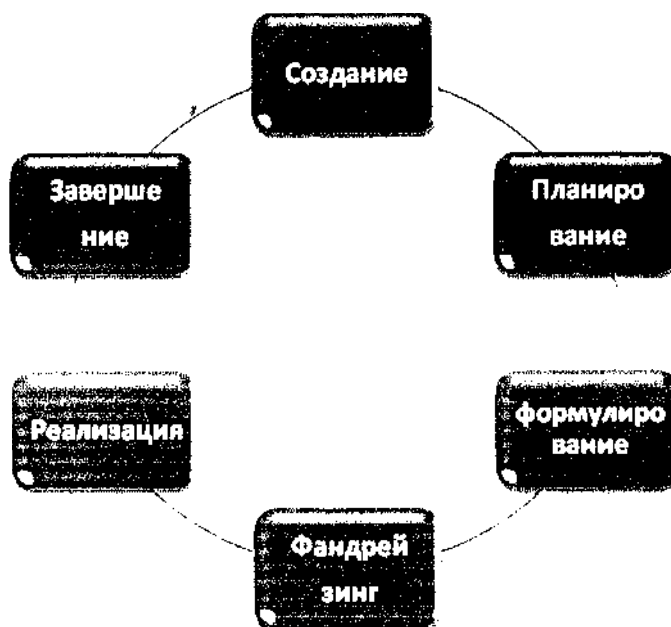 Создание
Планиро
вание
формулиро
вание
Фандрей
зинг
Реализация
Заверше
ние